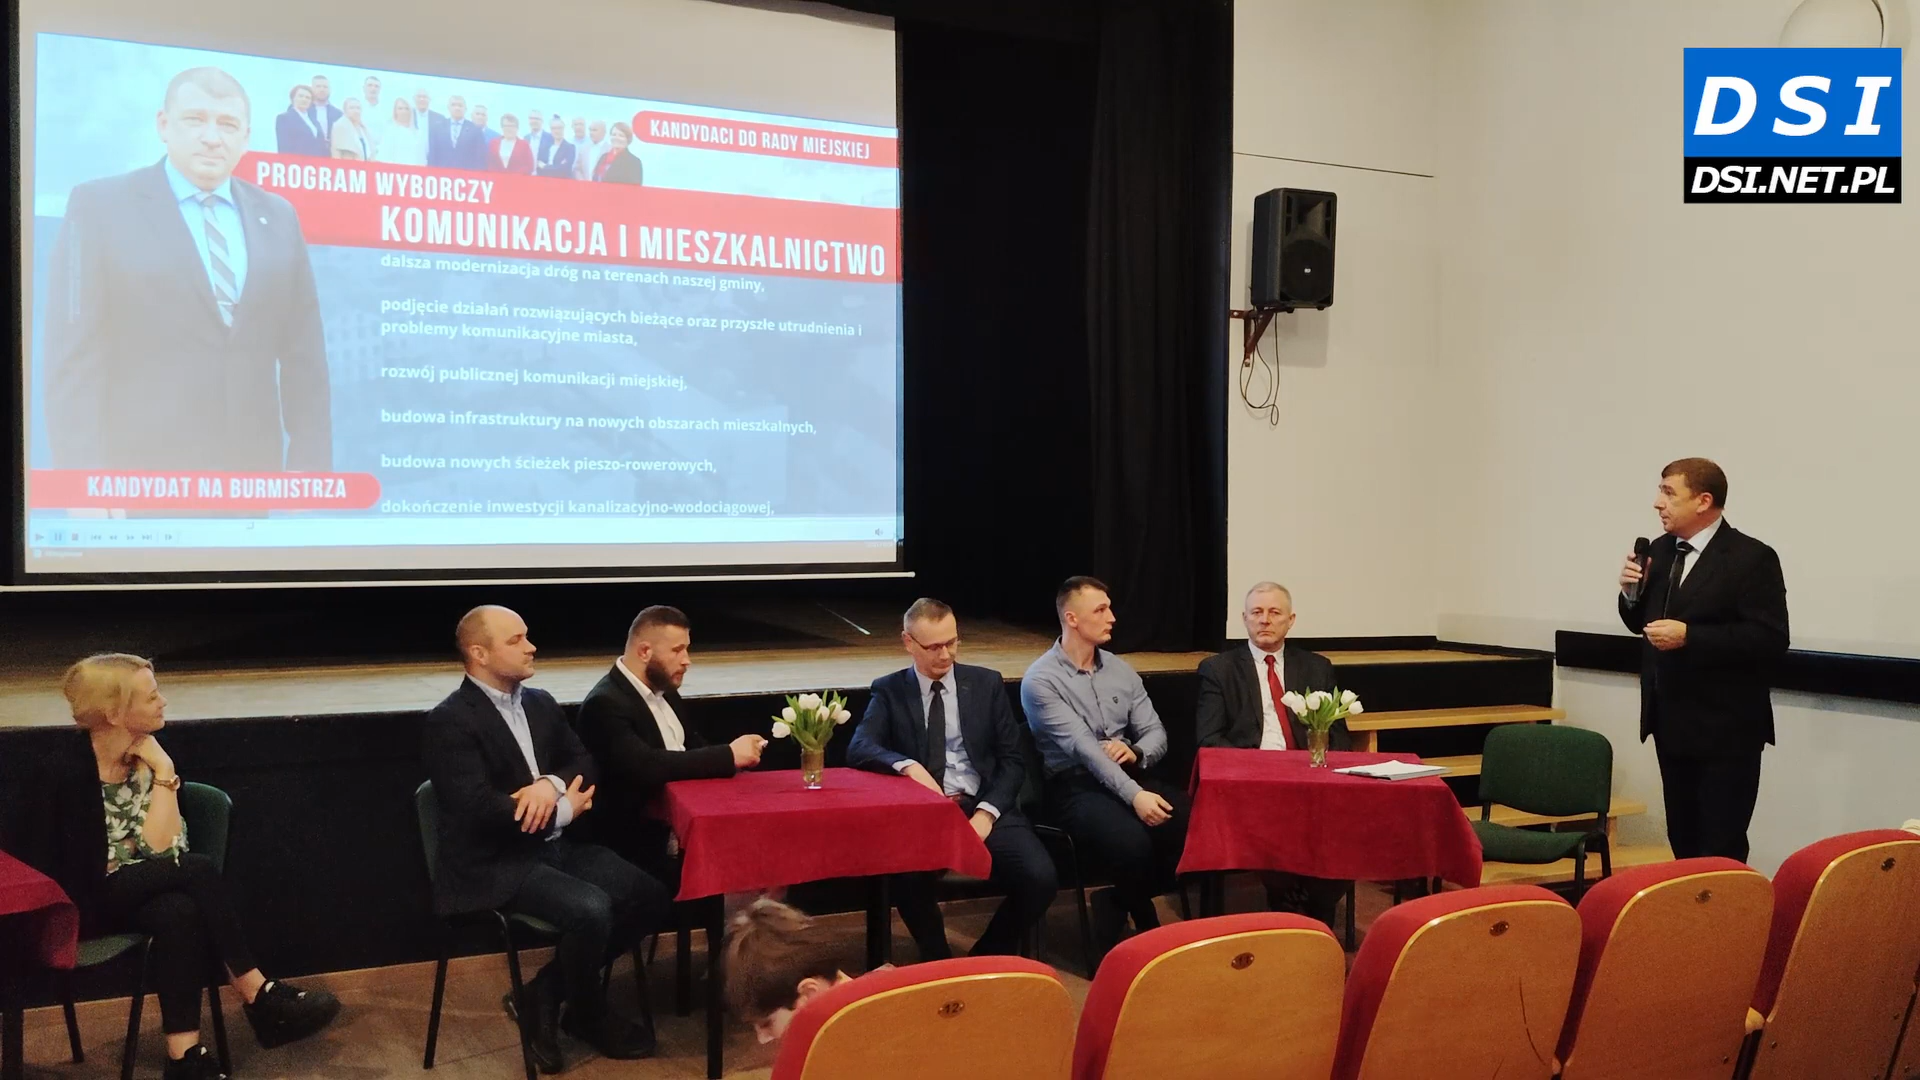 KANDYDACI DO RADY MIEJSKIEJ
PROGRAM WYBORCZY
KOMUNIKACJA I MIESZKALNICTWO
dalsza modernizacja dróg na terenach naszej gminy,
podjęcie działań rozwiązujących bieżące oraz przyszłe utrudnienia i
problemy komunikacyjne miasta,
rozwój publicznej komunikacji miejskiej,
budowa infrastruktury na nowych obszarach mieszkalnych,
budowa nowych ścieżek pieszo-rowerowych,
dokończenie inwestycji kanalizacyjno-wodociągowej,
KANDYDAT NA BURMISTRZA
DSI
DSI.NET.PL
12
11